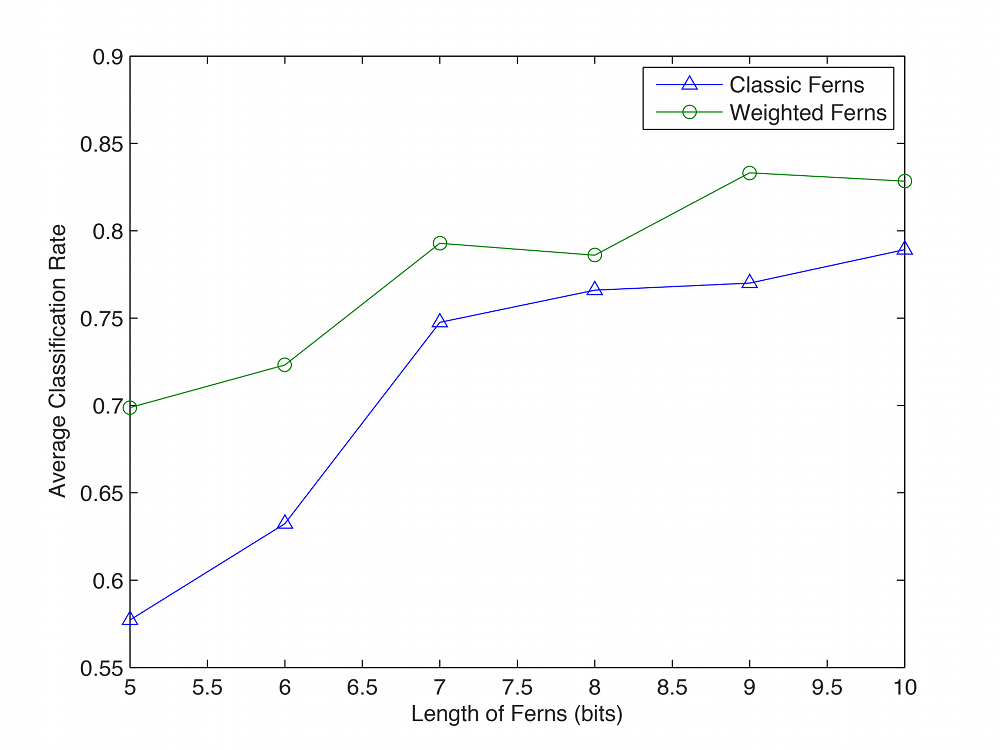 0.9
0.85
0.8
0.75
0.7
0.65
0.6
0.55
Average Classification Rate
Classic Ferns
Weighted Ferns
5 5.5 6 6.5 7 7.5 8 8.5 9 9.5 10
Length of Ferns (bits)